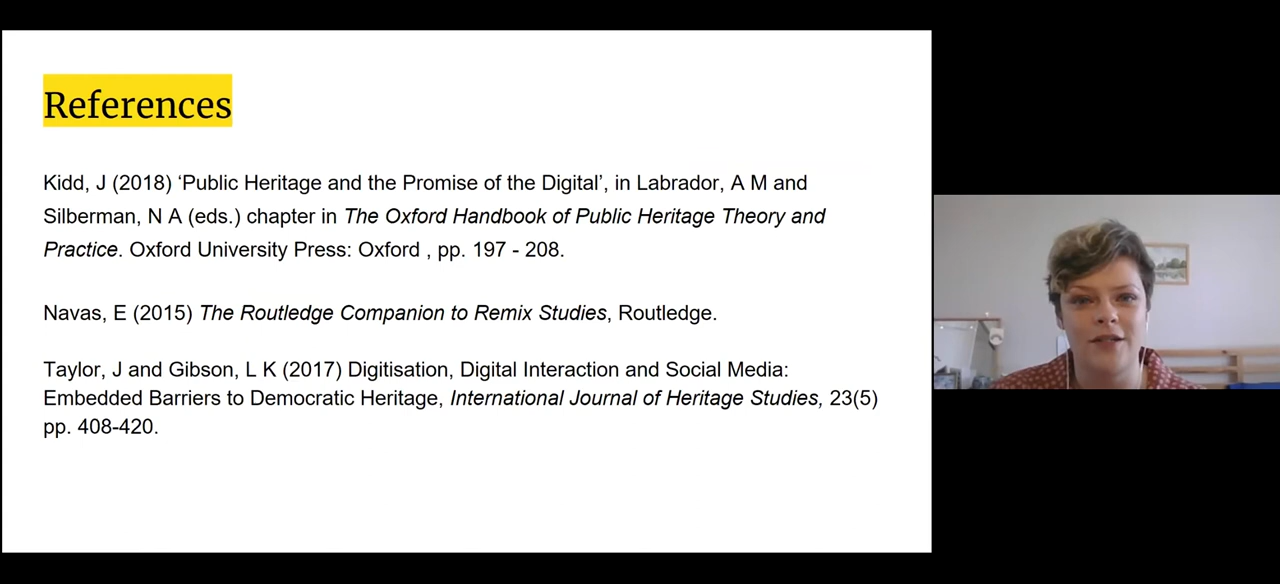 References
Kidd, J (2018) ‘Public Heritage and the Promise of the Digital’, in Labrador, A M and
Silberman, N A (eds.) chapter in The Oxford Handbook of Public Heritage Theory and
Practice. Oxford University Press: Oxford , pp. 197 - 208.
Navas, E (2015) The Routledge Companion to Remix Studies, Routledge.
Taylor, J and Gibson, L K (2017) Digitisation, Digital Interaction and Social Media:
Embedded Barriers to Democratic Heritage, International Journal of Heritage Studies, 23(5)
pp. 408-420.